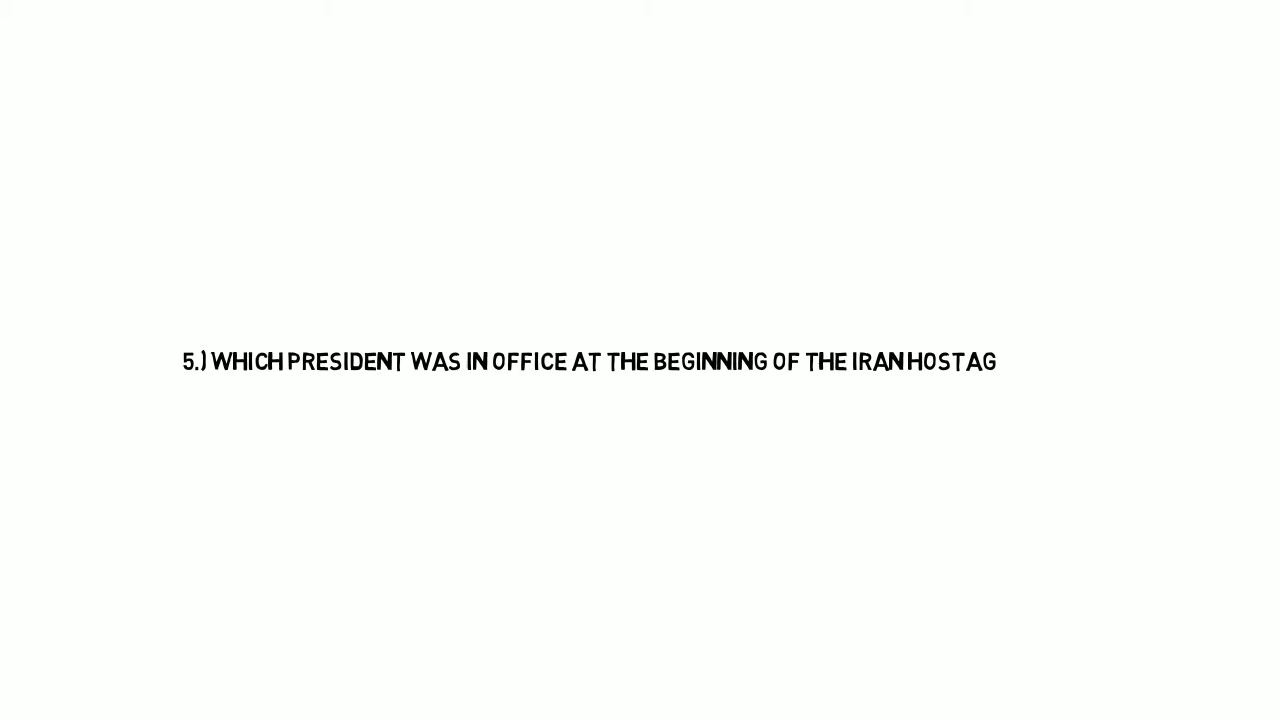 5.) WHICH PRESIDENT WAS IN OFFICE AT THE BEGINNING OF THE IRAN HOSTAG